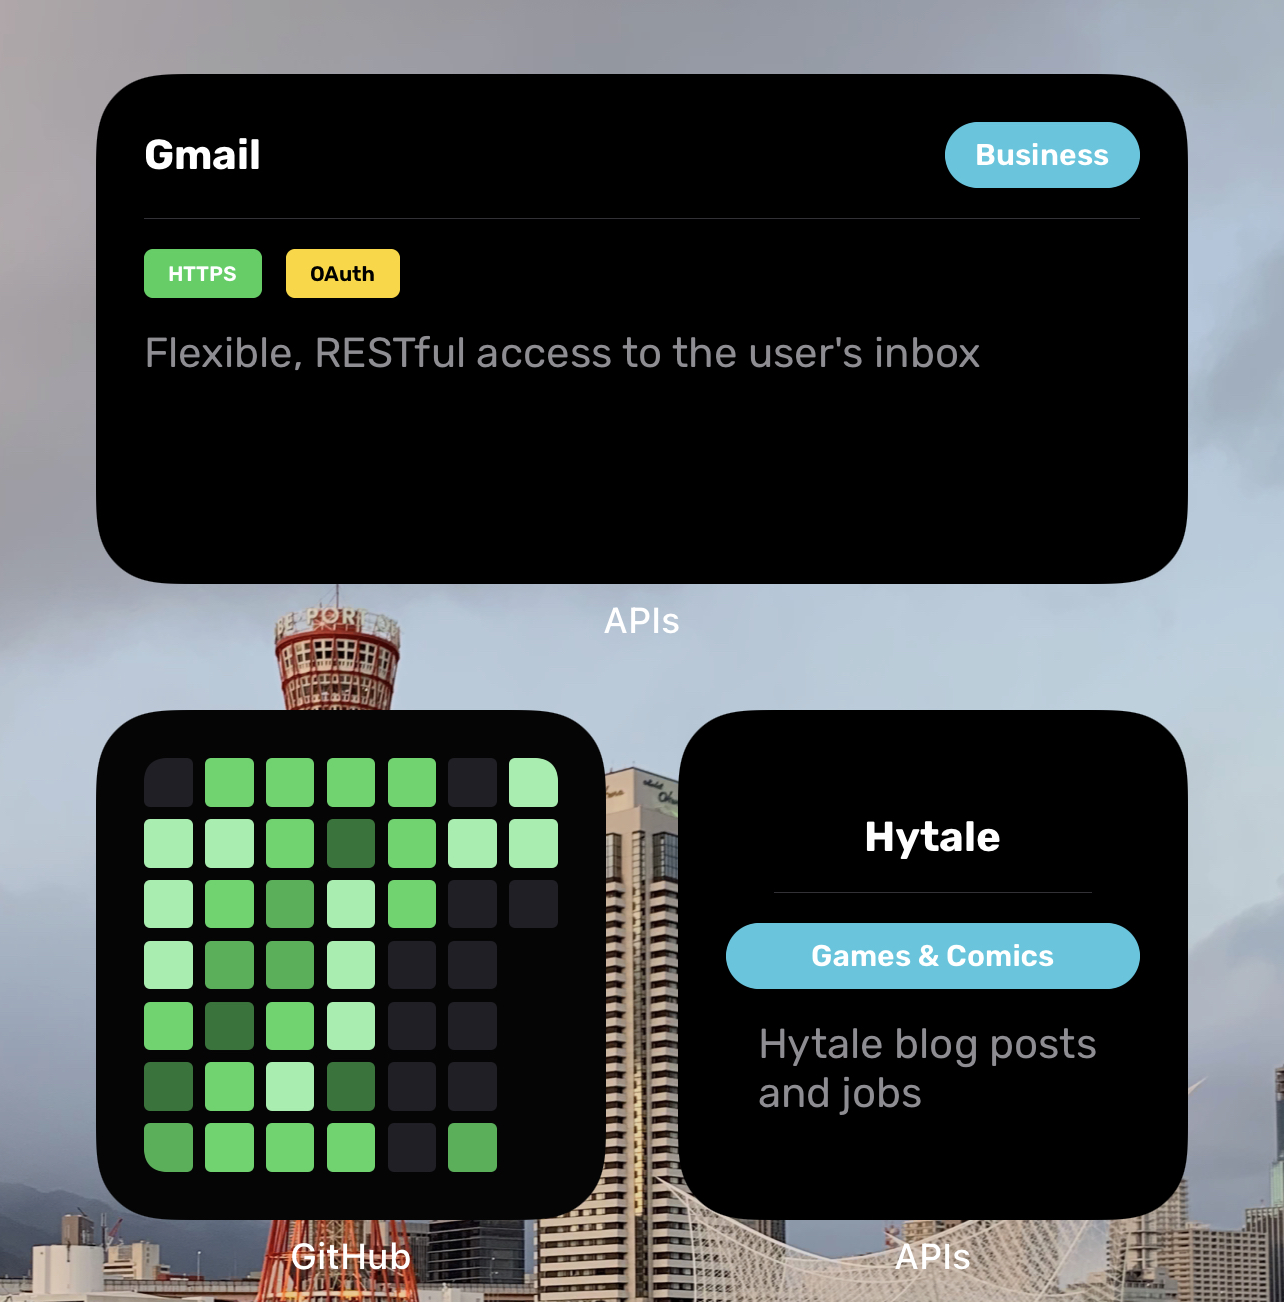 Gmail
Business
HTTPS
OAuth
Flexible, RESTful access to the user's inbox
APIs
PORT
Hytale
Games & Comics
Hytale blog posts
and jobs
GitHub
APIs